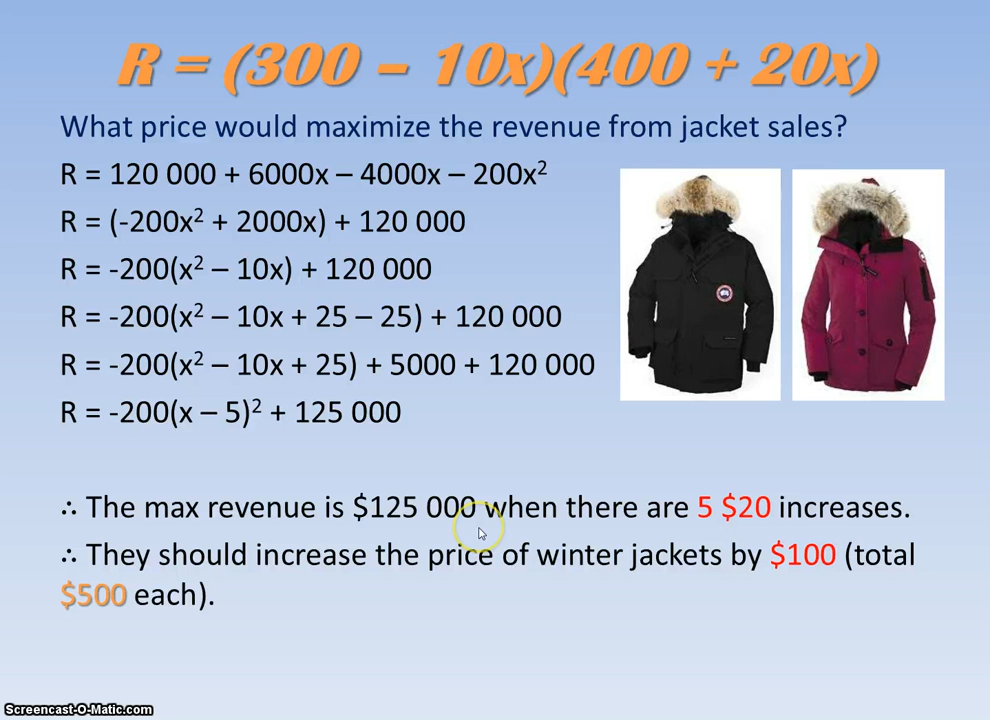 R = (300 – 10x)(400 + 20x)
What price would maximize the revenue from jacket sales?
R = 120 000 + 6000x – 4000x – 200x²
R = (-200x² + 2000x) + 120 000
R = -200(x² – 10x) + 120 000
R = -200(x² – 10x + 25 – 25) + 120 000
R = -200(x² – 10x + 25) + 5000 + 120 000
R = -200(x – 5)² + 125 000
∴ The max revenue is $125 000 when there are 5 $20 increases.
∴ They should increase the price of winter jackets by $100 (total
$500 each).
Screencast-O-Matic.com